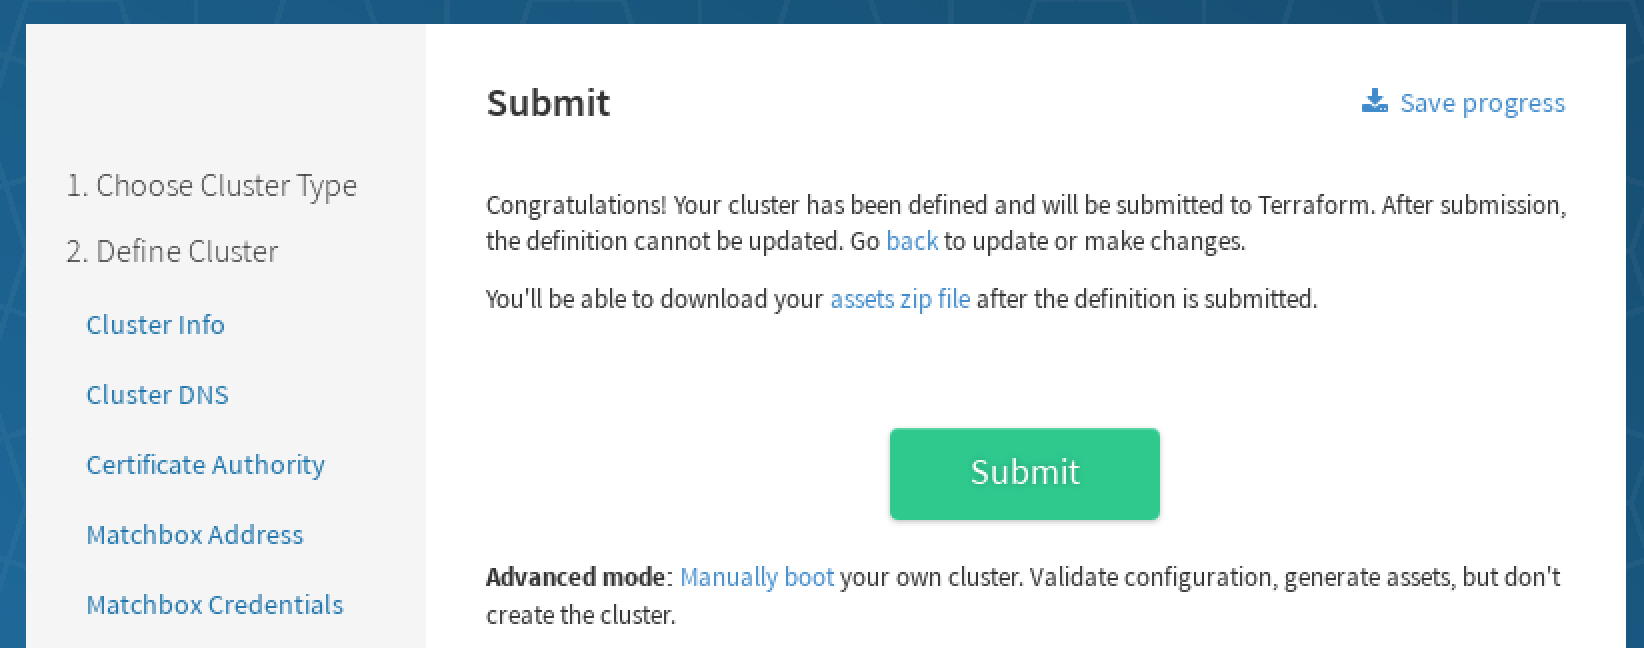 Submit
Save progress
1. Choose Cluster Type
2. Define Cluster
Cluster Info
Cluster DNS
Certificate Authority
Matchbox Address
Matchbox Credentials
Congratulations! Your cluster has been defined and will be submitted to Terraform. After submission,
the definition cannot be updated. Go back to update or make changes.
You'll be able to download your assets zip file after the definition is submitted.
Submit
Advanced mode: Manually boot your own cluster. Validate configuration, generate assets, but don't
create the cluster.